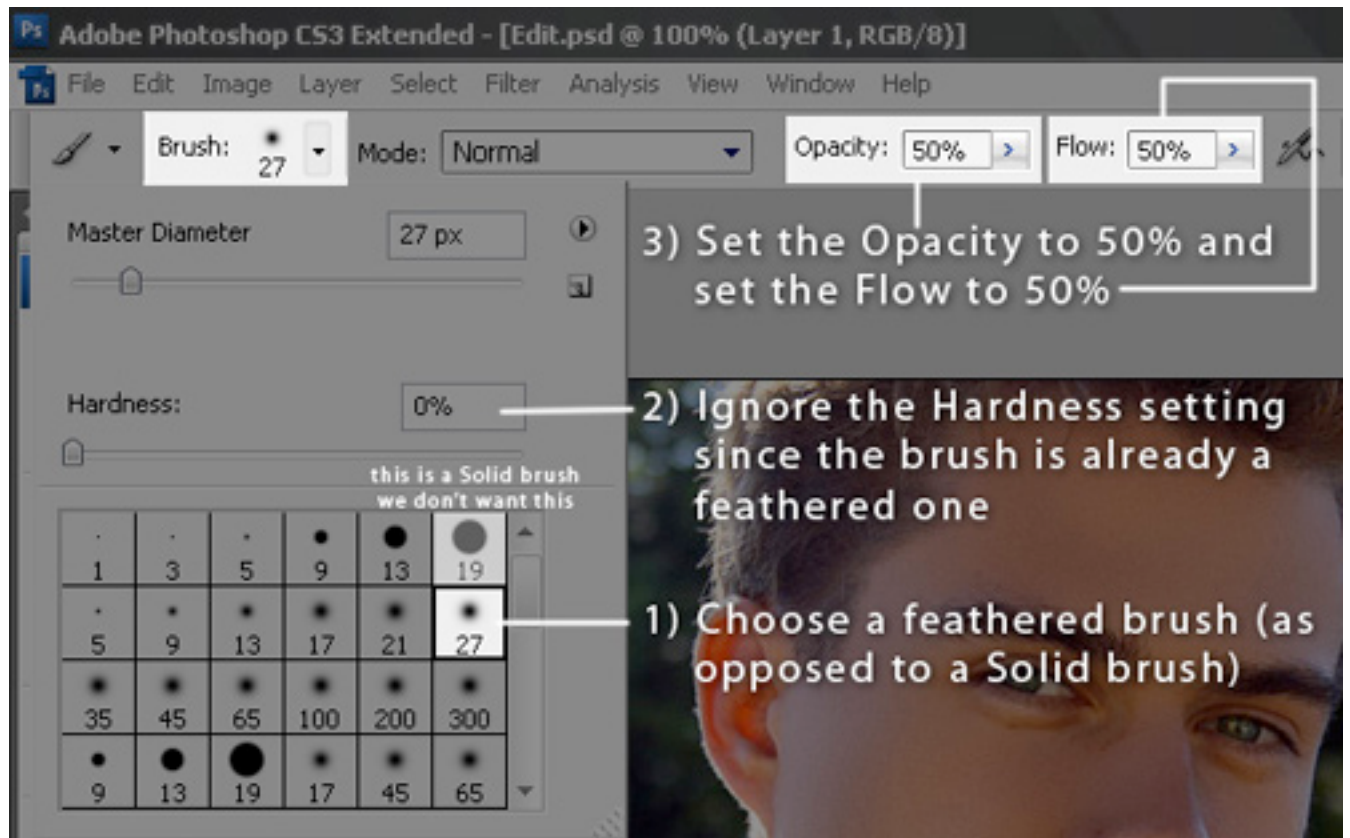 Ps Adobe Photoshop CS3 Extended - [Edit.psd @ 100% (Layer 1, RGB/8)]
Ps File Edit Image Layer Select Filter Analysis View Window Help
Brush: 27 Mode: Normal Opacity: 50% Flow: 50%
Master Diameter 27 px
3) Set the Opacity to 50% and
set the Flow to 50%
Hardness: 0%
2) Ignore the Hardness setting
since the brush is already a
feathered one
this is a Solid brush
we don't want this
1 3 5 9 13 19
5 9 13 17 21 27
35 45 65 100 200 300
9 13 19 17 45 65
1) Choose a feathered brush (as
opposed to a Solid brush)